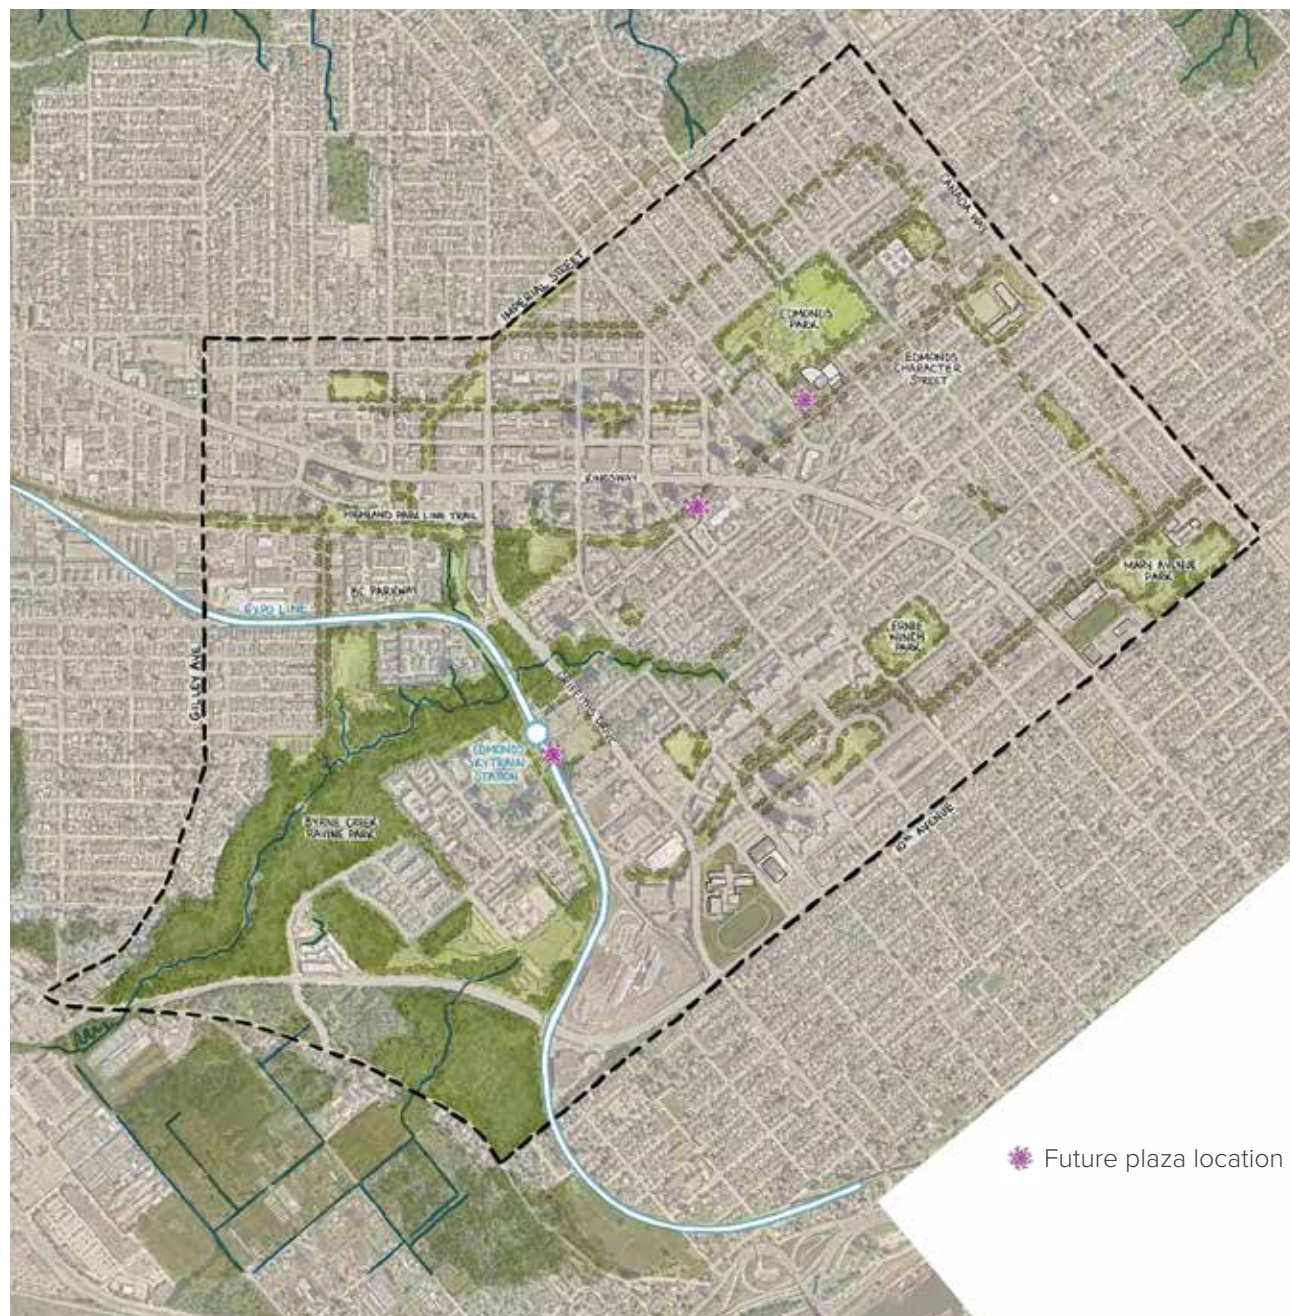 CANADA WAY
IMPERIAL STREET
EDMONDS
PARK
EDMONDS
CHARACTER
STREET
KINGSWAY
HIGHLAND PARK LINE TRAIL
BC PARKWAY
EXPO LINE
MARY AVENUE
PARK
ERNIE
WINCH
PARK
GILLEY AVE
GRIFFITHS DRIVE
EDMONDS
SKYTRAIN
STATION
BYRNE CREEK
RAVINE PARK
10TH AVENUE
Future plaza location